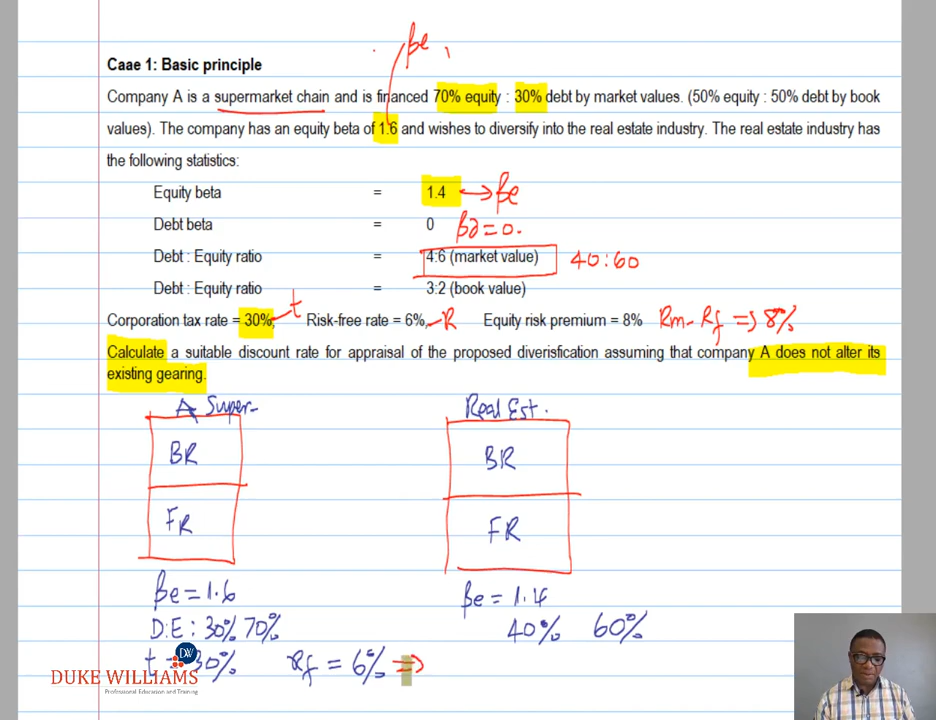 βe
Caae 1: Basic principle
Company A is a supermarket chain and is financed 70% equity : 30% debt by market values. (50% equity : 50% debt by book
values). The company has an equity beta of 1.6 and wishes to diversify into the real estate industry. The real estate industry has
the following statistics:
Equity beta = 1.4 → βe
Debt beta = 0 βd = 0.
Debt : Equity ratio = 4:6 (market value) 40:60
Debt : Equity ratio = 3:2 (book value)
t
Corporation tax rate = 30%, Risk-free rate = 6%, R Equity risk premium = 8% Rm - Rf => 8%
Calculate a suitable discount rate for appraisal of the proposed diverisfication assuming that company A does not alter its
existing gearing.
A Super- Real Est.
BR BR
FR FR
βe = 1.6 βe = 1.4
D:E: 30% 70% 40% 60%
t = 30% Rf = 6% =>
DW
DUKE WILLIAMS
Professional Education and Training